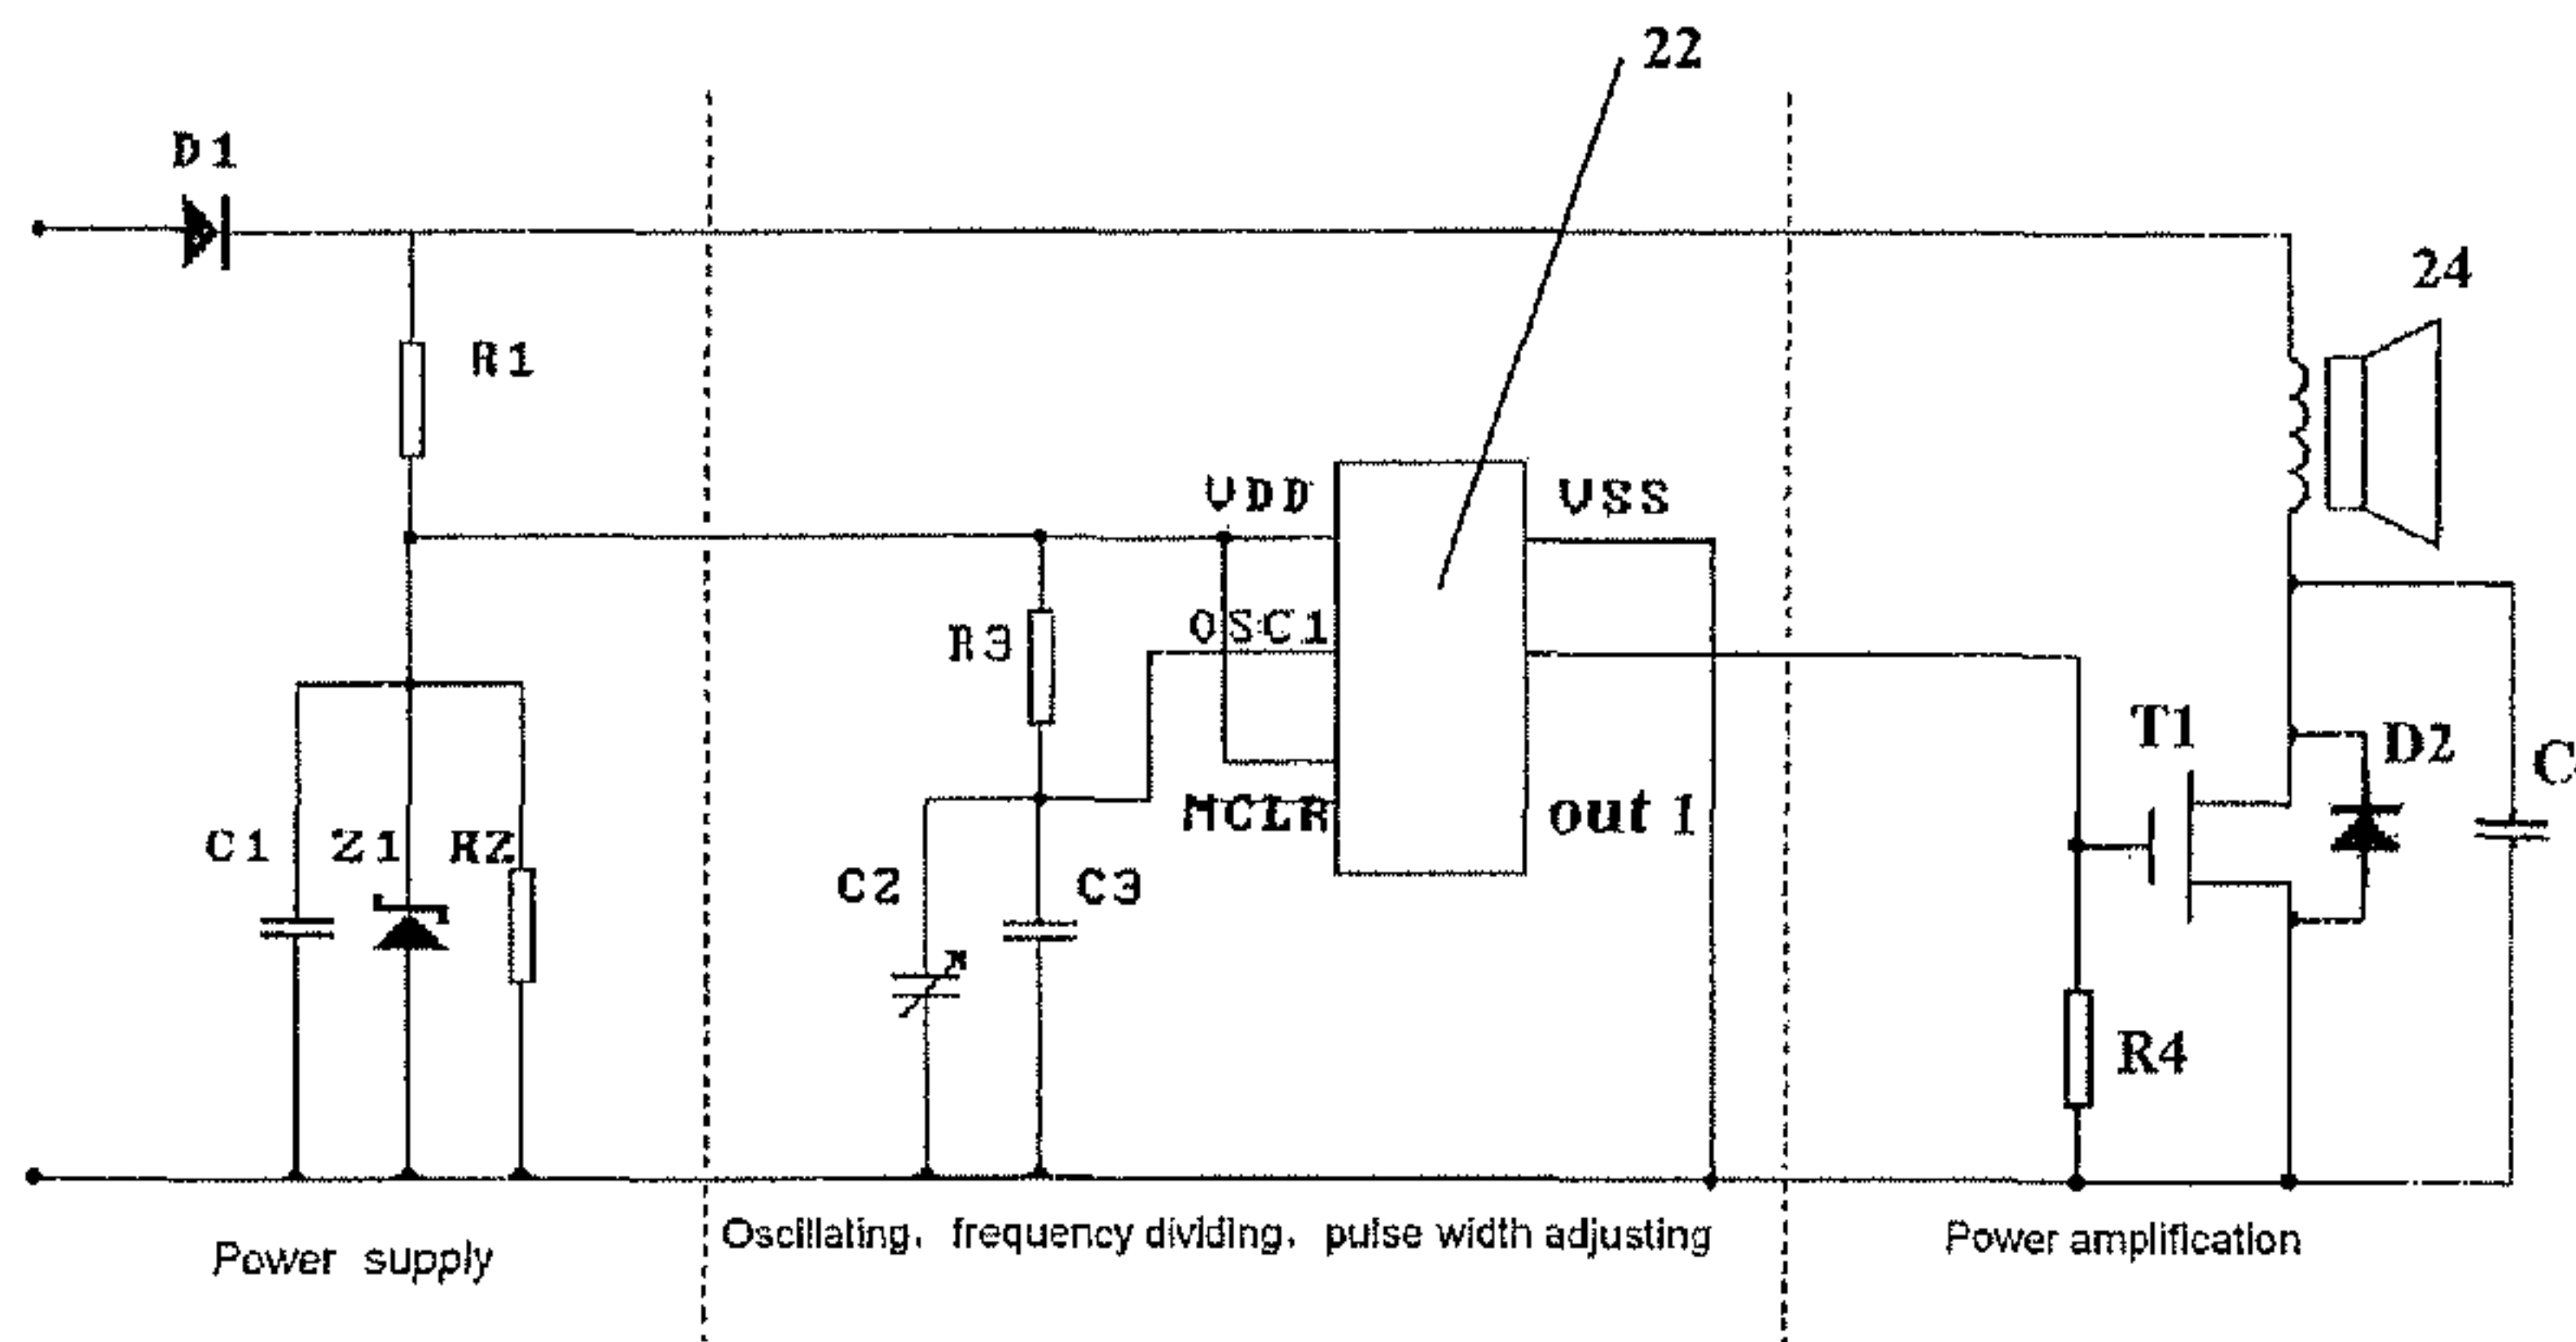 22
D1
24
R1
VDD
VSS
OSC1
R3
T1
D2
C
MCLR
out 1
C1
Z1
R2
C2
C3
R4
Oscillating, frequency dividing, pulse width adjusting
Power supply
Power amplification